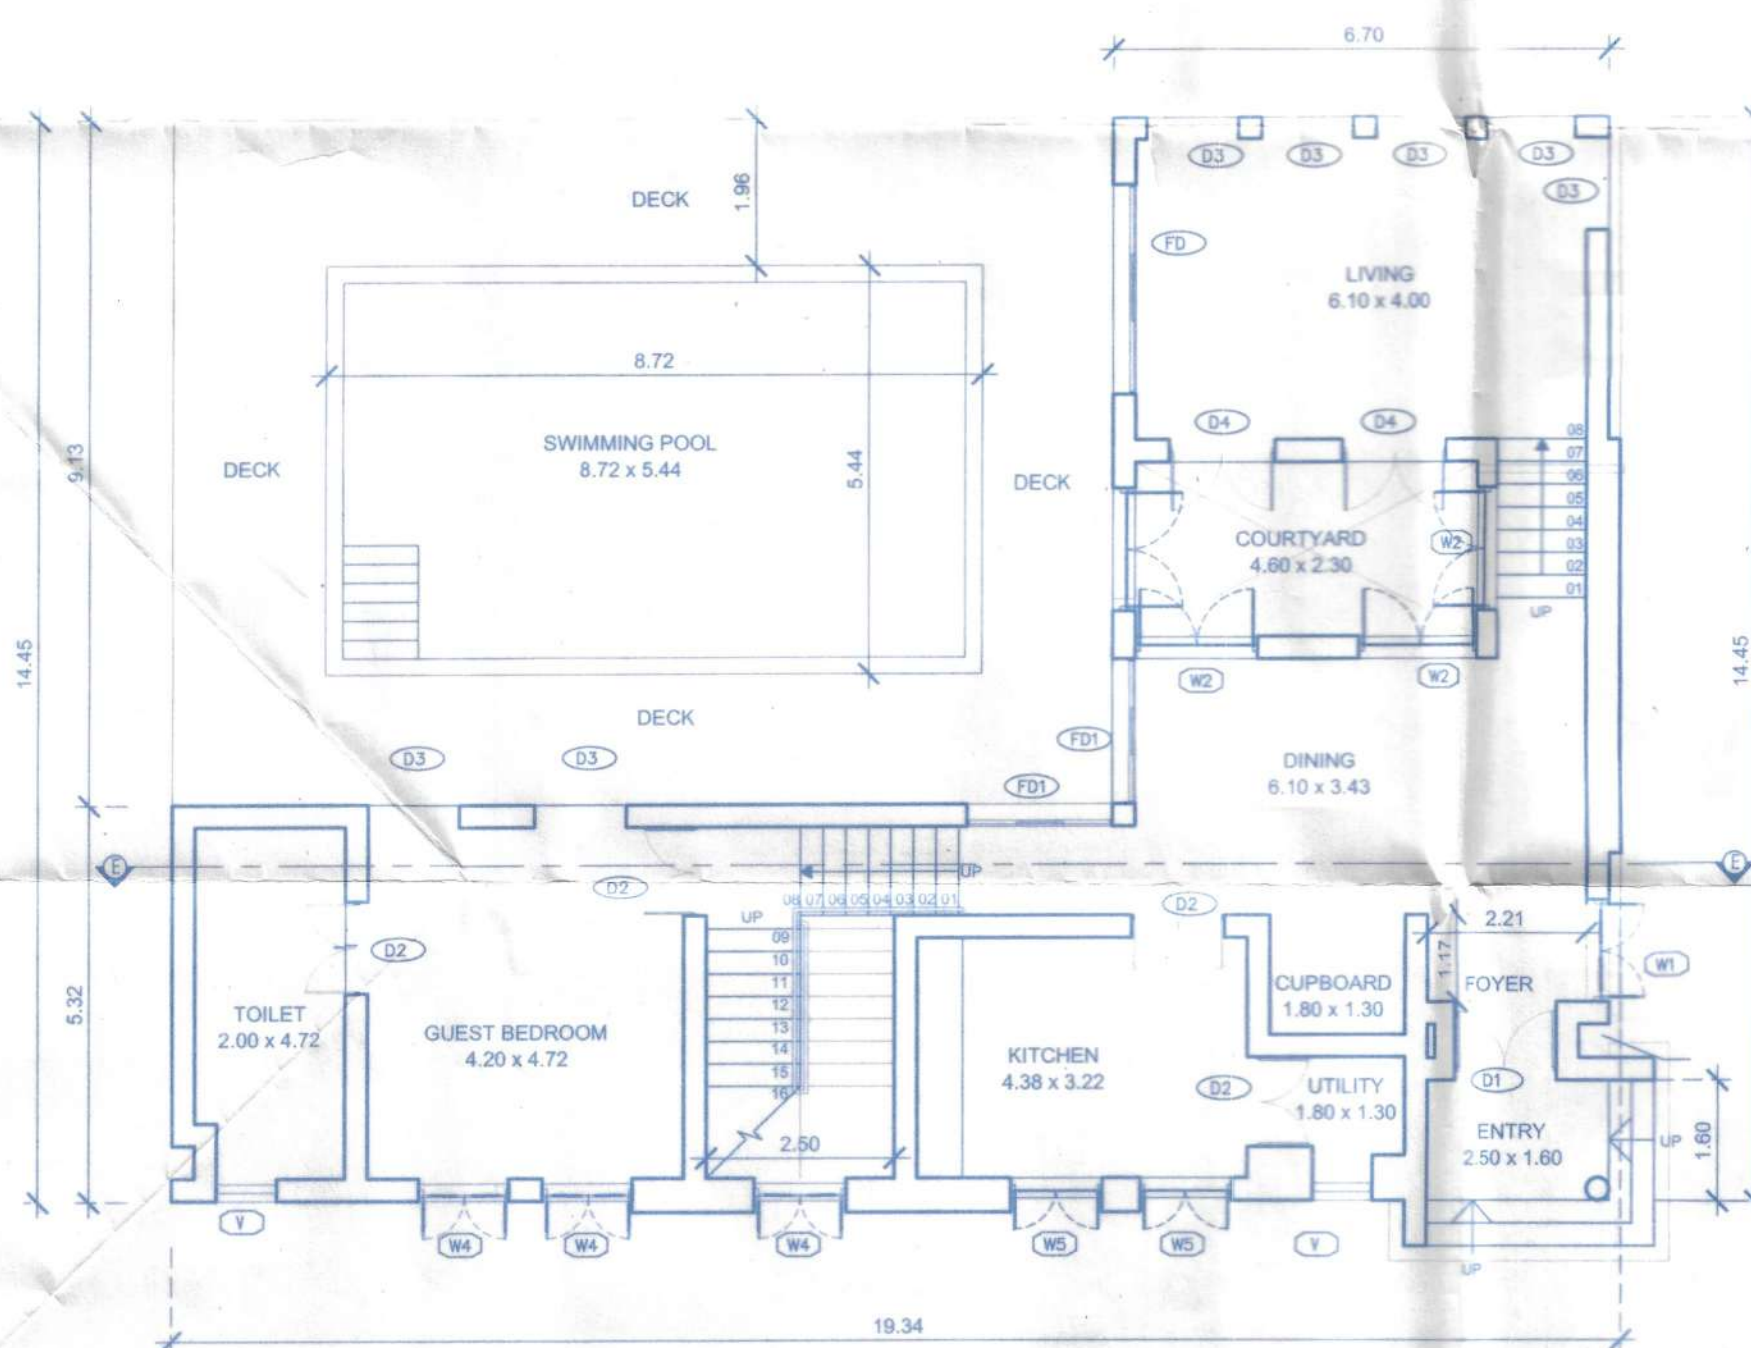 6.70
D3
D3
D3
D3
D3
DECK
1.96
FD
LIVING
6.10 x 4.00
8.72
D4
D4
SWIMMING POOL
8.72 x 5.44
5.44
DECK
DECK
9.13
08
07
06
05
04
03
02
01
UP
COURTYARD
4.60 x 2.30
W2
14.45
14.45
W2
W2
DECK
FD1
D3
D3
FD1
DINING
6.10 x 3.43
E
E
UP
D2
08 07 06 05 04 03 02 01
D2
UP
09
10
11
12
13
14
15
16
2.21
D2
1.17
W1
CUPBOARD
1.80 x 1.30
FOYER
5.32
TOILET
2.00 x 4.72
GUEST BEDROOM
4.20 x 4.72
KITCHEN
4.38 x 3.22
D2
UTILITY
1.80 x 1.30
D1
ENTRY
2.50 x 1.60
UP
1.60
2.50
V
W4
W4
W4
W5
W5
V
UP
19.34